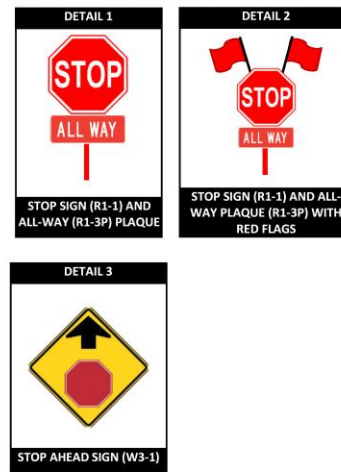 DETAIL 1
STOP
ALL WAY
STOP SIGN (R1-1) AND
ALL-WAY (R1-3P) PLAQUE
DETAIL 2
STOP
ALL WAY
STOP SIGN (R1-1) AND ALL-
WAY PLAQUE (R1-3P) WITH
RED FLAGS
DETAIL 3
STOP AHEAD SIGN (W3-1)